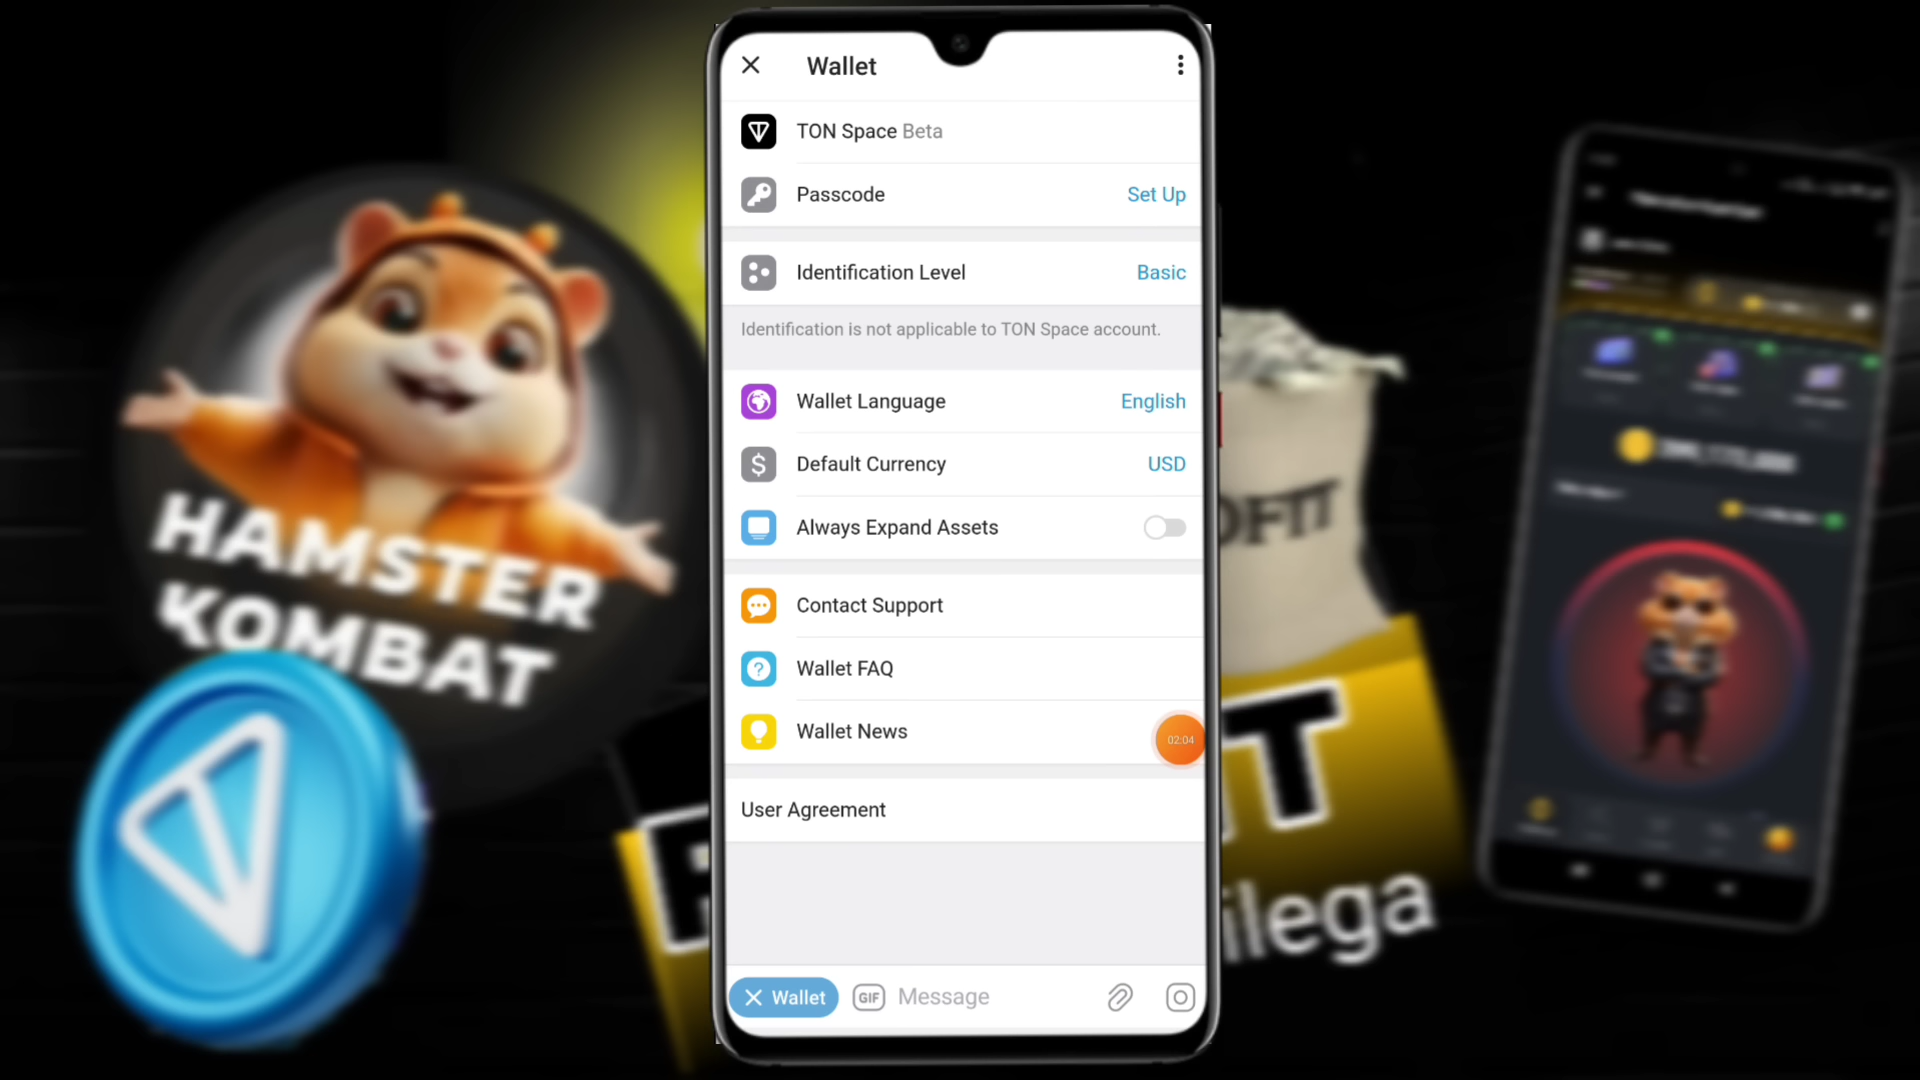 Wallet
TON Space Beta
Passcode
Set Up
Identification Level
Basic
Identification is not applicable to TON Space account.
Wallet Language
English
Default Currency
USD
Always Expand Assets
Contact Support
Wallet FAQ
Wallet News
02:04
User Agreement
Wallet
GIF
Message
HAMSTER
KOMBAT
OFIT
T
ilega